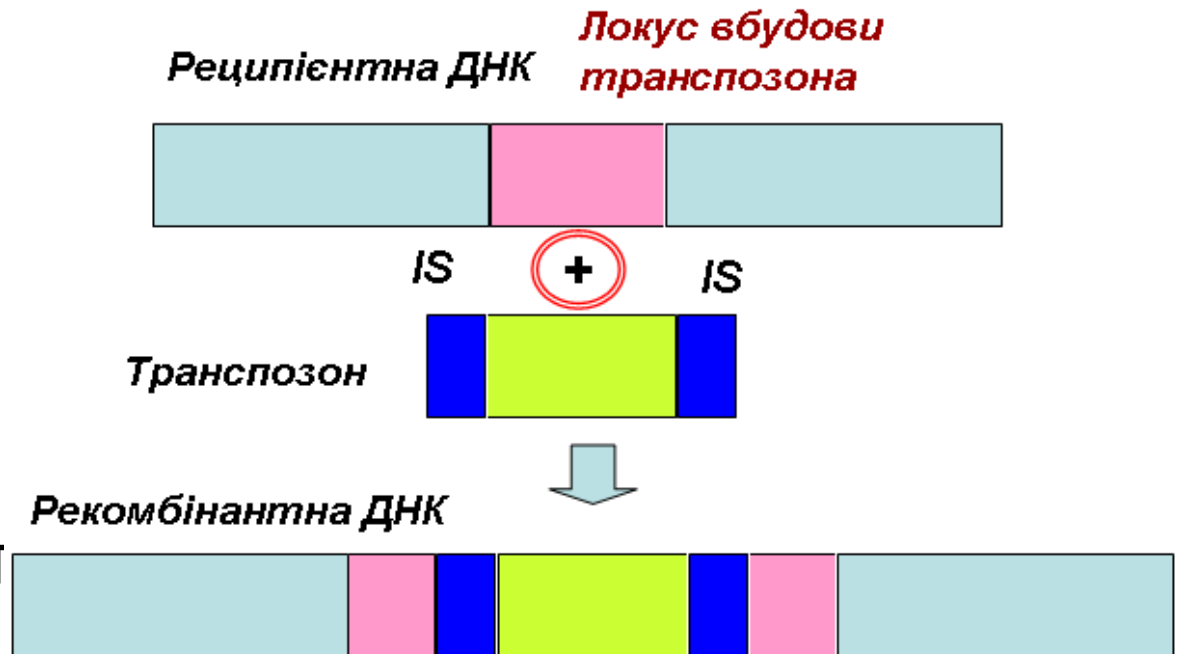 Локус вбудови
транспозона
Реципієнтна ДНК
IS + IS
Транспозон
Рекомбінантна ДНК